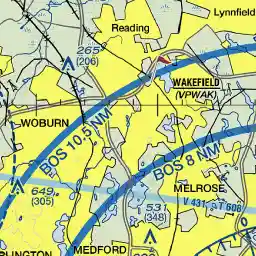 Lynnfield
Reading
265
(206)
WAKEFIELD
(VPWAK)
WOBURN
BOS 10.5 NM
BOS 8 NM
649
(305)
MELROSE
V 431
T 608
531
(348)
MEDFORD